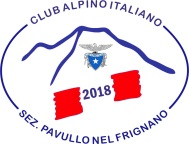 CLUB ALPINO ITALIANO
2018
SEZ. PAVULLO NEL FRIGNANO